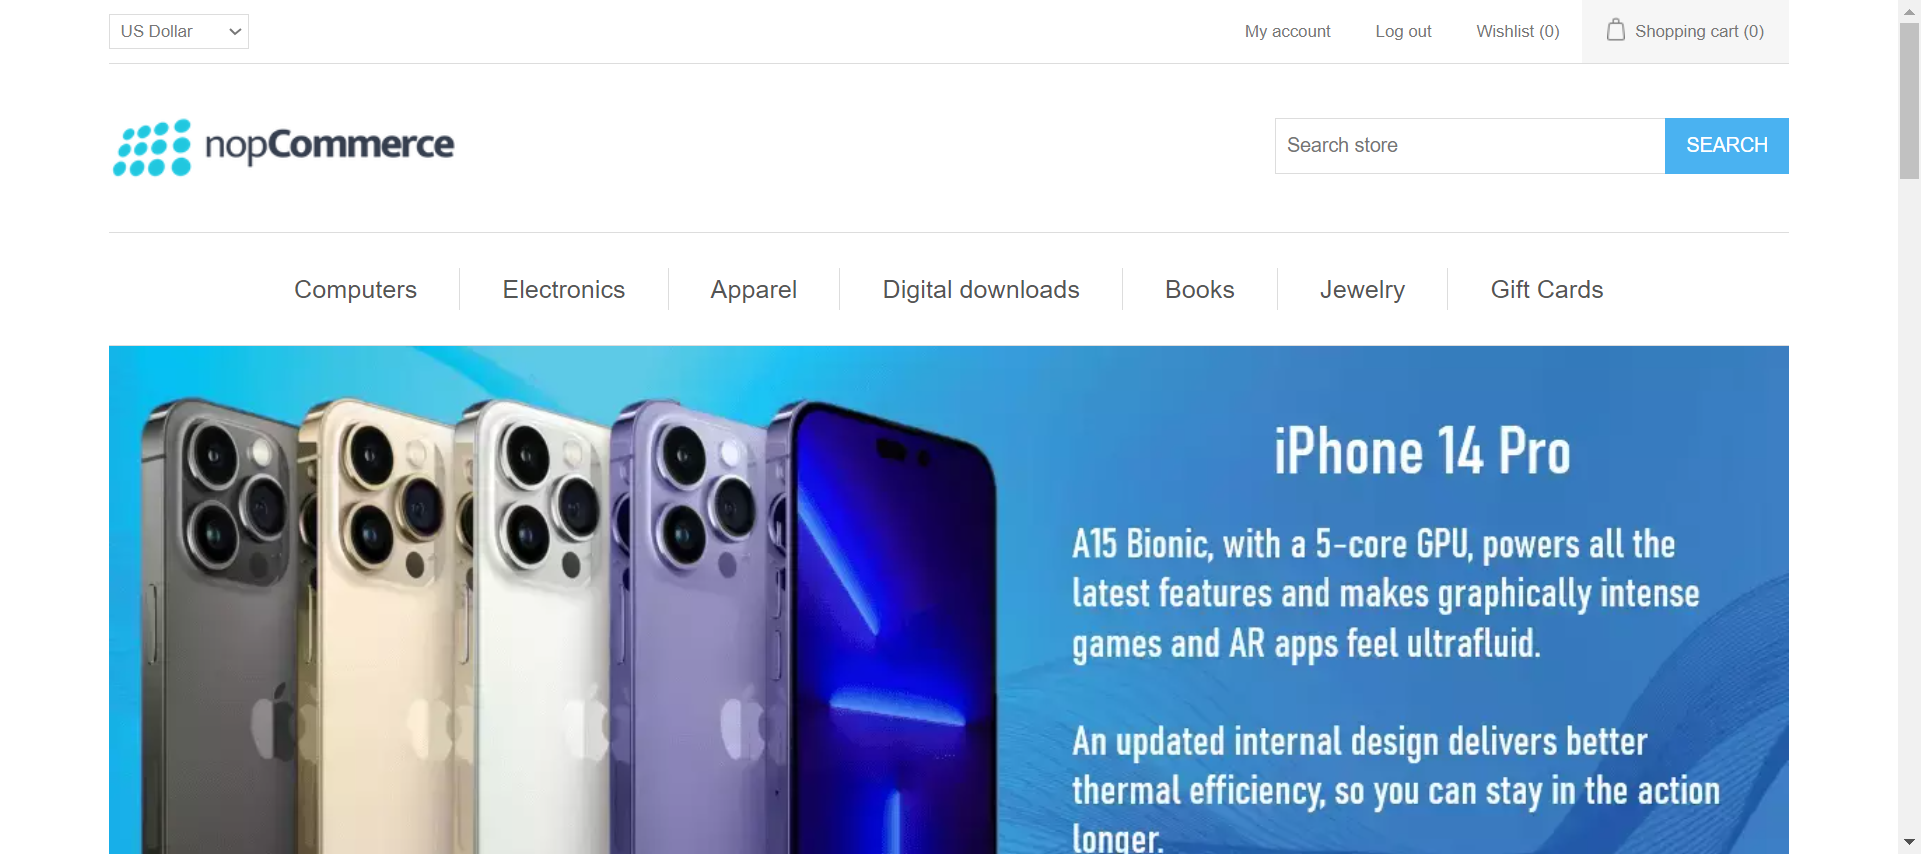 US Dollar
My account
Log out
Wishlist (0)
Shopping cart (0)
nopCommerce
Search store
SEARCH
Computers
Electronics
Apparel
Digital downloads
Books
Jewelry
Gift Cards
iPhone 14 Pro
A15 Bionic, with a 5-core GPU, powers all the
latest features and makes graphically intense
games and AR apps feel ultrafluid.
An updated internal design delivers better
thermal efficiency, so you can stay in the action
longer.